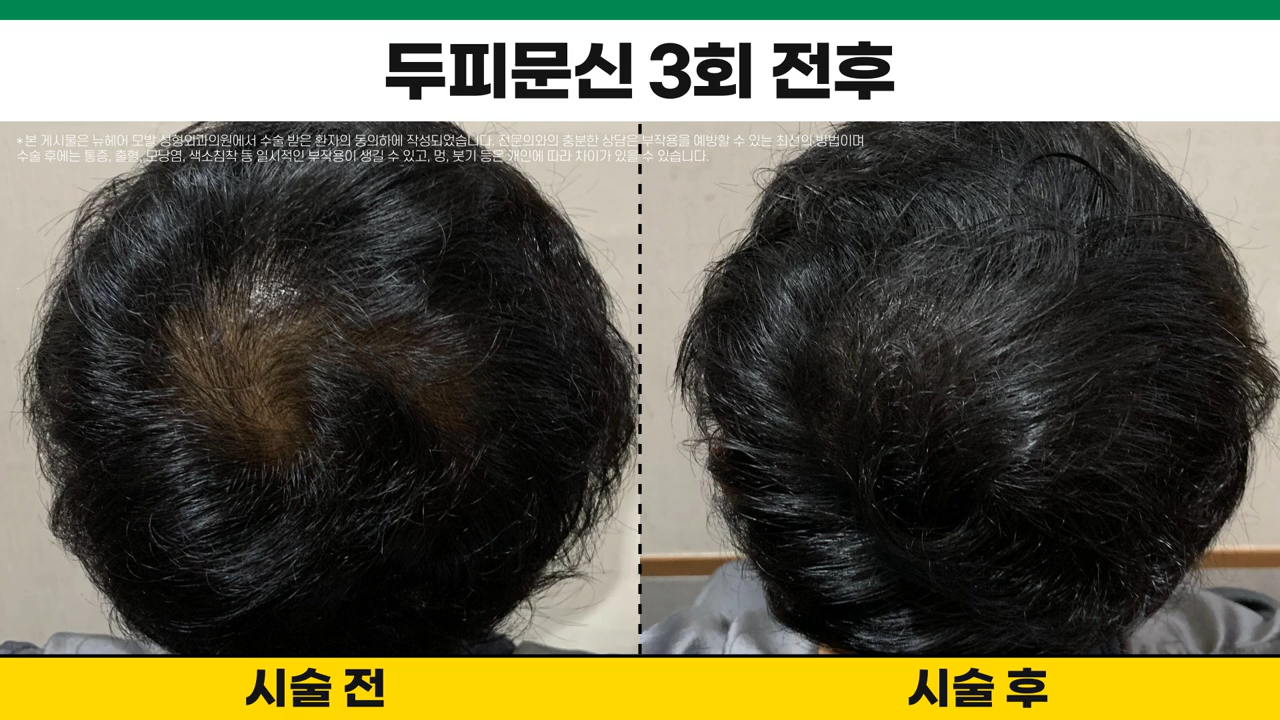 두피문신 3회 전후
*본 게시물은 뉴헤어 모발 성형외과의원에서 수술 받은 환자의 동의하에 작성되었습니다. 전문의와의 충분한 상담은 부작용을 예방할 수 있는 최선의 방법이며
수술 후에는 통증, 출혈, 모낭염, 색소침착 등 일시적인 부작용이 생길 수 있고, 멍, 붓기 등은 개인에 따라 차이가 있을 수 있습니다.
시술 전
시술 후